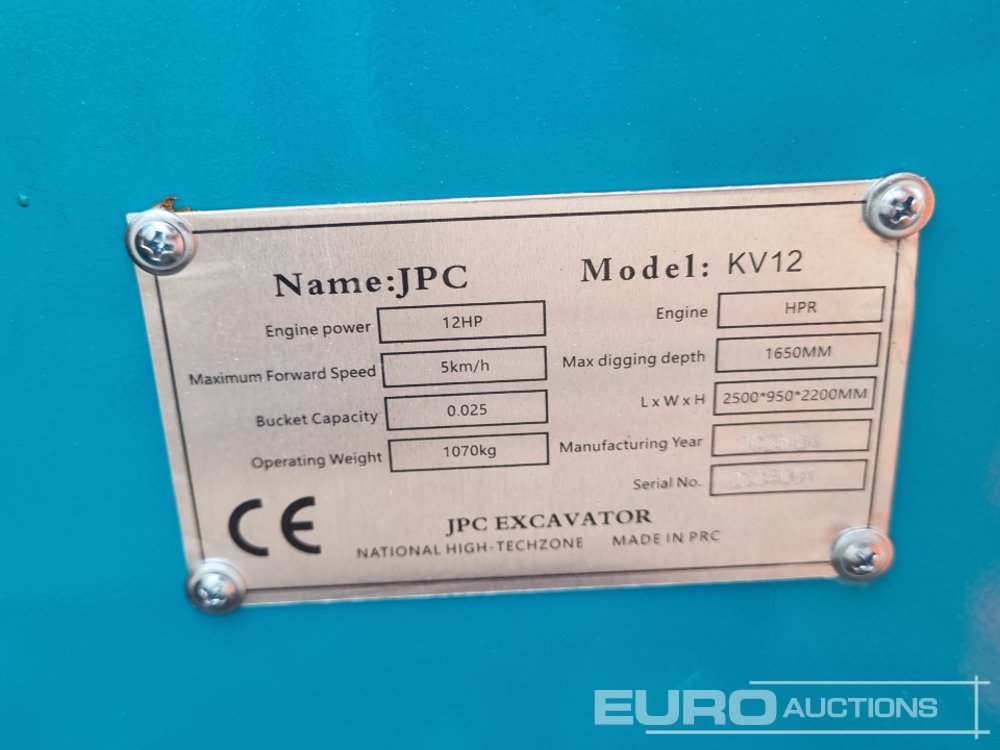 Name:JPC Model: KV12
Engine power 12HP Engine HPR
Maximum Forward Speed 5km/h Max digging depth 1650MM
Bucket Capacity 0.025 L x W x H 2500*950*2200MM
Operating Weight 1070kg Manufacturing Year
Serial No.
CE
JPC EXCAVATOR
NATIONAL HIGH-TECHZONE MADE IN PRC
EURO AUCTIONS